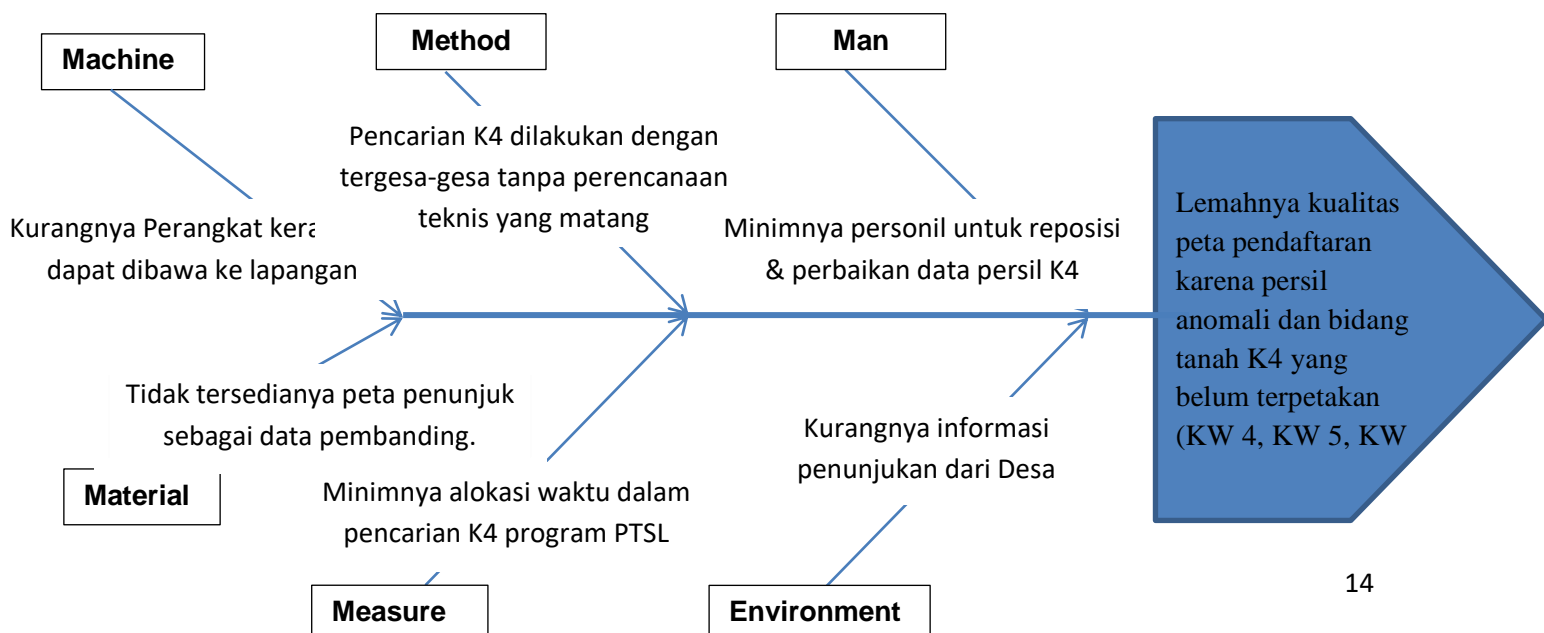 Machine
Method
Man
Pencarian K4 dilakukan dengan
tergesa-gesa tanpa perencanaan
teknis yang matang
Kurangnya Perangkat
dapat dibawa ke lapangan
Minimnya personil untuk reposisi
& perbaikan data persil K4
Lemahnya kualitas
peta pendaftaran
karena persil
anomali dan bidang
tanah K4 yang
belum terpetakan
(KW 4, KW 5, KW
Tidak tersedianya peta penunjuk
sebagai data pembanding.
Material
Minimnya alokasi waktu dalam
pencarian K4 program PTSL
Kurangnya informasi
penunjukan dari Desa
Measure
Environment
14